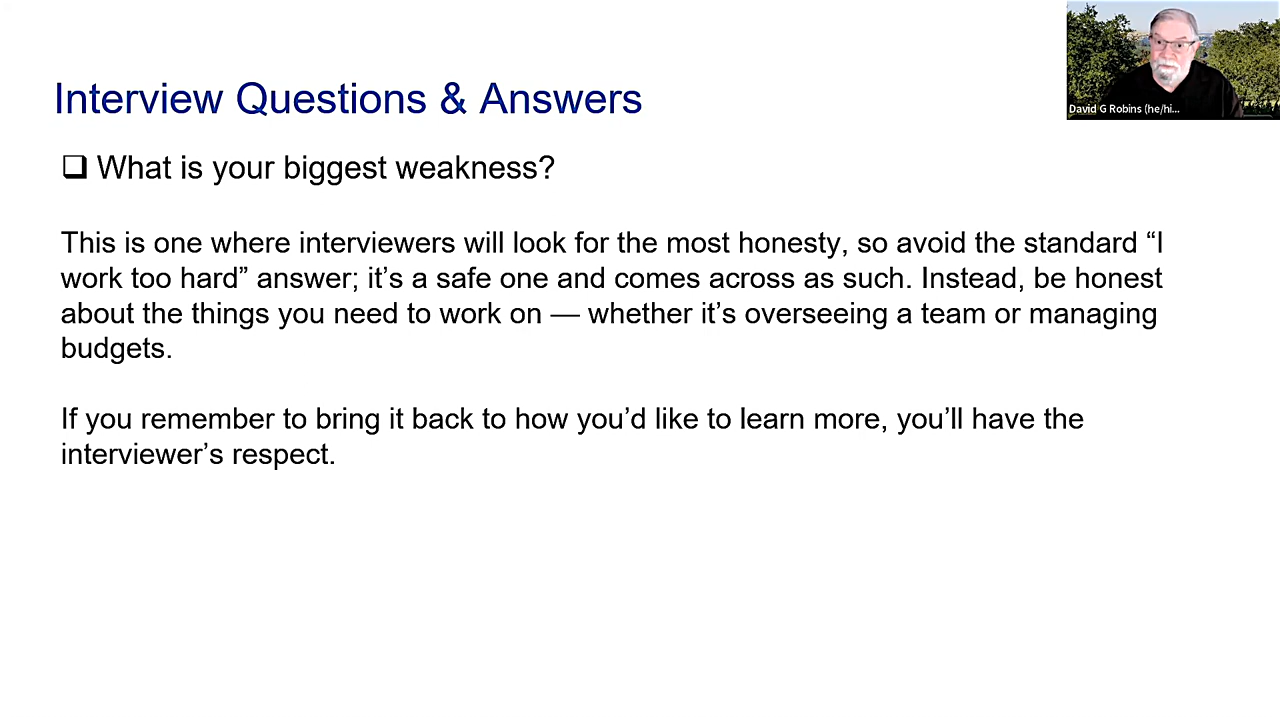 Interview Questions & Answers
David G Robins (he/hi...
❑ What is your biggest weakness?
This is one where interviewers will look for the most honesty, so avoid the standard “I
work too hard” answer; it’s a safe one and comes across as such. Instead, be honest
about the things you need to work on — whether it’s overseeing a team or managing
budgets.
If you remember to bring it back to how you’d like to learn more, you’ll have the
interviewer’s respect.